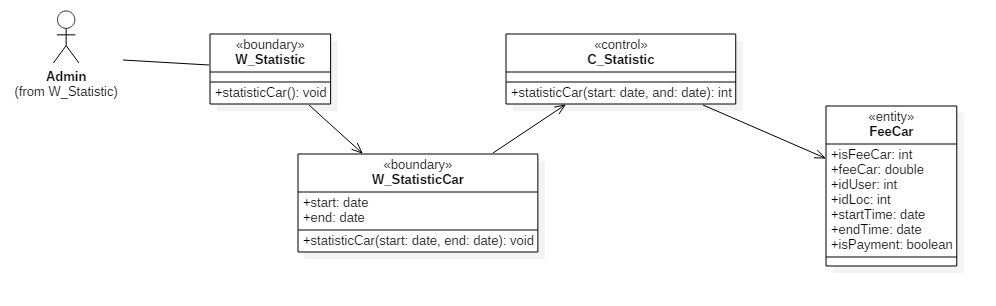 Admin
(from W_Statistic)
«boundary»
W_Statistic
+statisticCar(): void
«boundary»
W_StatisticCar
+start: date
+end: date
+statisticCar(start: date, end: date): void
«control»
C_Statistic
+statisticCar(start: date, and: date): int
«entity»
FeeCar
+isFeeCar: int
+feeCar: double
+idUser: int
+idLoc: int
+startTime: date
+endTime: date
+isPayment: boolean